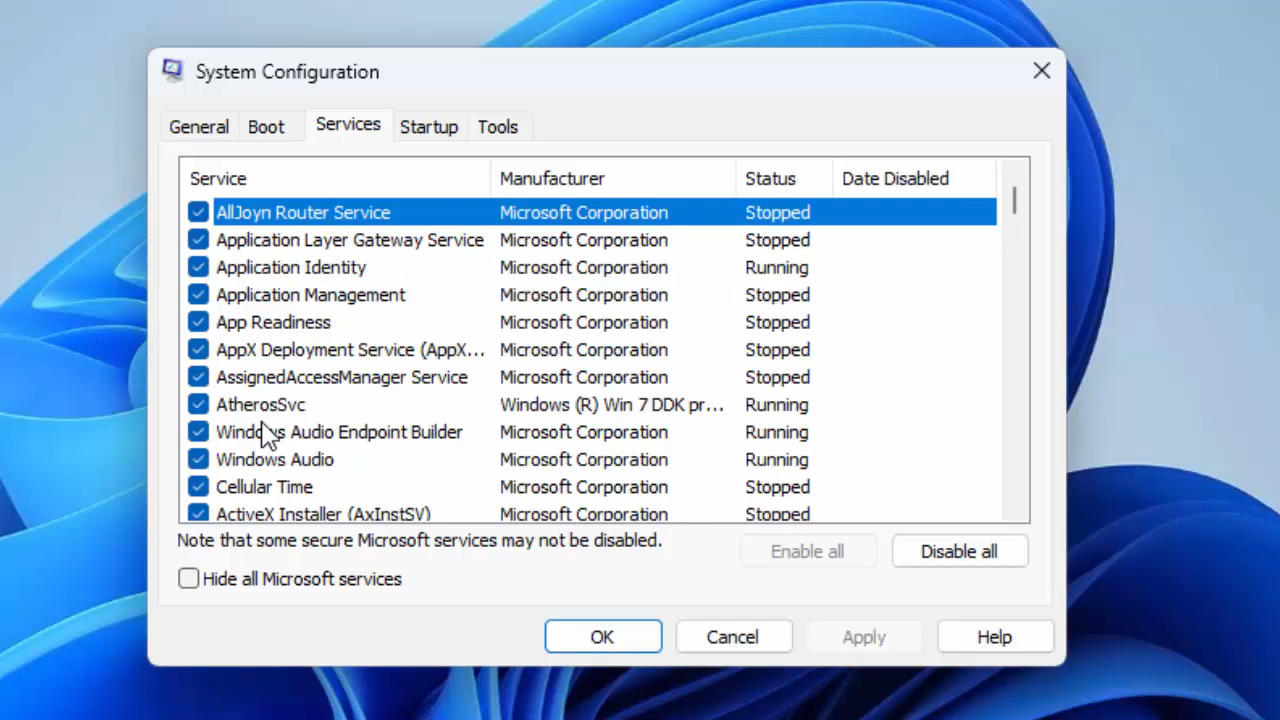 System Configuration
General Boot Services Startup Tools
Service Manufacturer Status Date Disabled
AllJoyn Router Service Microsoft Corporation Stopped
Application Layer Gateway Service Microsoft Corporation Stopped
Application Identity Microsoft Corporation Running
Application Management Microsoft Corporation Stopped
App Readiness Microsoft Corporation Stopped
AppX Deployment Service (AppX... Microsoft Corporation Stopped
AssignedAccessManager Service Microsoft Corporation Stopped
AtherosSvc Windows (R) Win 7 DDK pr... Running
Windows Audio Endpoint Builder Microsoft Corporation Running
Windows Audio Microsoft Corporation Running
Cellular Time Microsoft Corporation Stopped
ActiveX Installer (AxInstSV) Microsoft Corporation Stopped
Note that some secure Microsoft services may not be disabled.
Enable all Disable all
Hide all Microsoft services
OK Cancel Apply Help